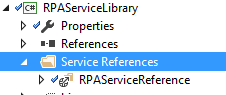 C# RPAServiceLibrary
Properties
References
Service References
RPAServiceReference